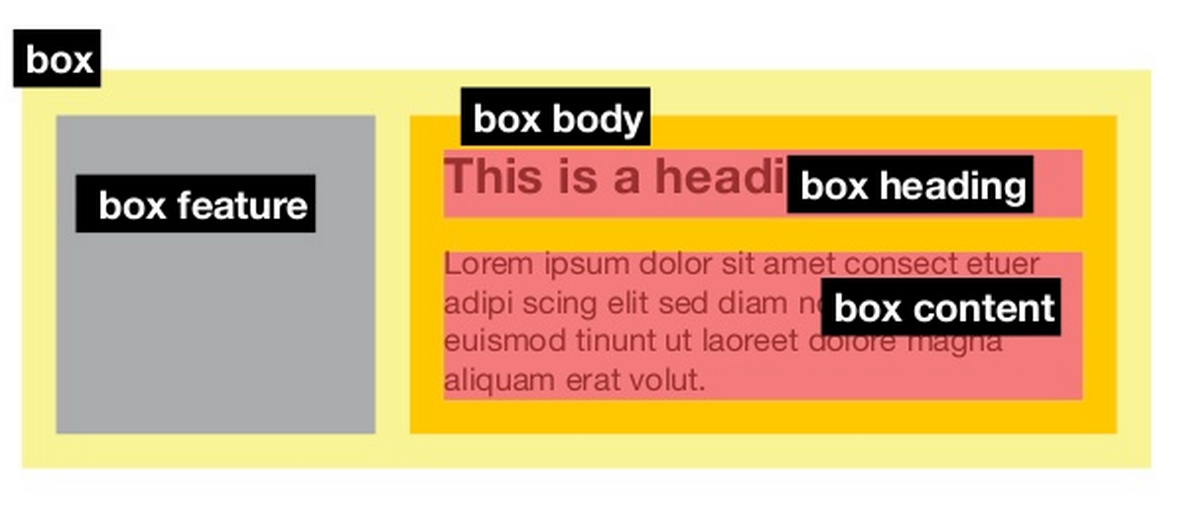 box
box body
This is a headi
box heading
box feature
Lorem ipsum dolor sit amet consect etuer
adipi scing elit sed diam
box content
euismod tinunt ut laoreet dolore magna
aliquam erat volut.